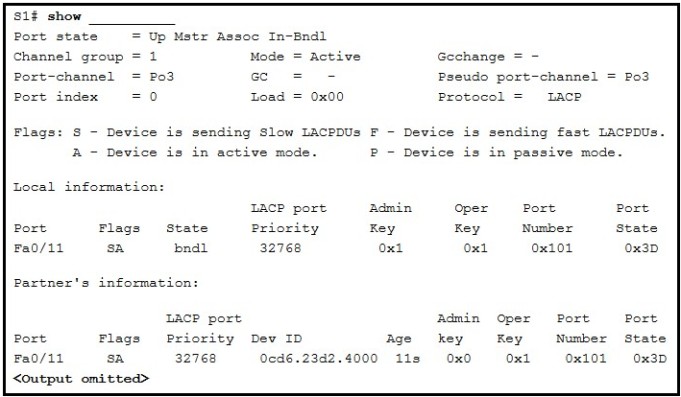 S1# show __________
Port state = Up Mstr Assoc In-Bndl
Channel group = 1 Mode = Active Gcchange = -
Port-channel = Po3 GC = - Pseudo port-channel = Po3
Port index = 0 Load = 0x00 Protocol = LACP
Flags: S - Device is sending Slow LACPDUs F - Device is sending fast LACPDUs.
A - Device is in active mode. P - Device is in passive mode.
Local information:
LACP port Admin Oper Port Port
Port Flags State Priority Key Key Number State
Fa0/11 SA bndl 32768 0x1 0x1 0x101 0x3D
Partner's information:
LACP port Admin Oper Port Port
Port Flags Priority Dev ID Age key Key Number State
Fa0/11 SA 32768 0cd6.23d2.4000 11s 0x0 0x1 0x101 0x3D
<Output omitted>